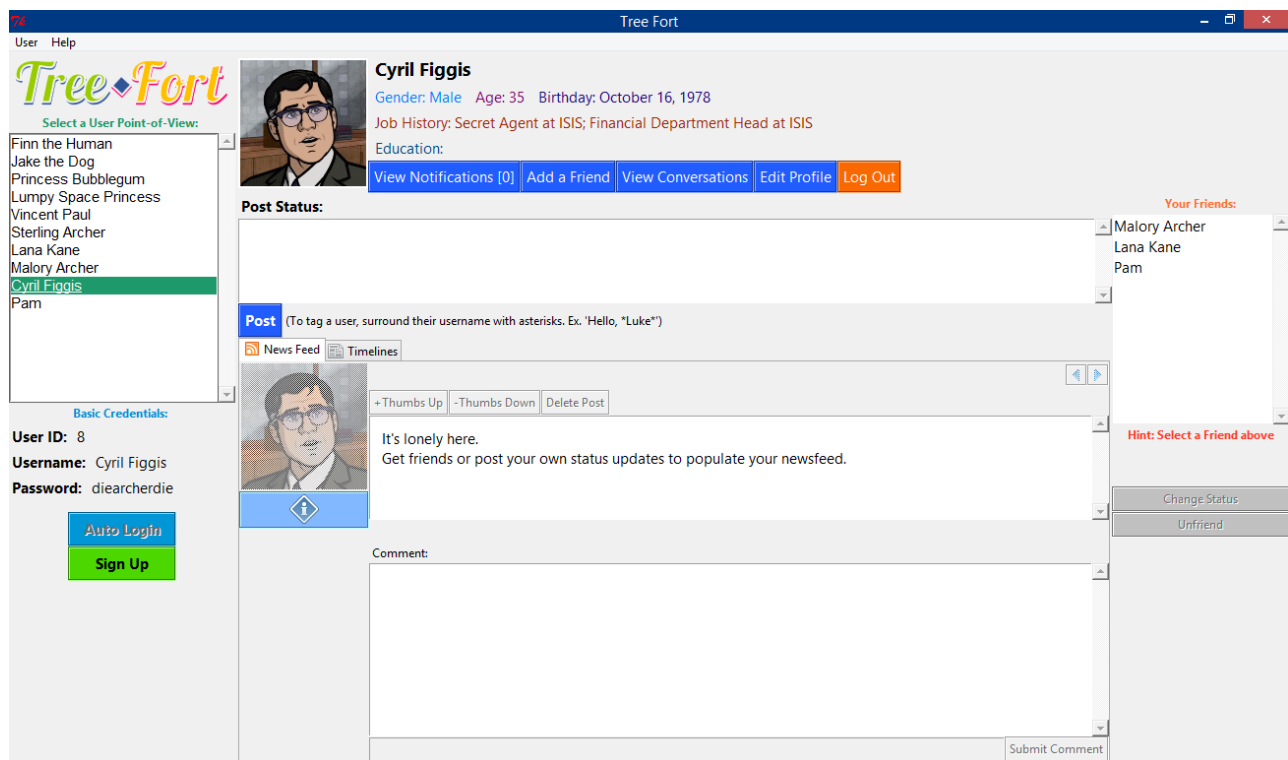 Tree Fort
User Help
Tree Fort
Select a User Point-of-View:
Finn the Human
Jake the Dog
Princess Bubblegum
Lumpy Space Princess
Vincent Paul
Sterling Archer
Lana Kane
Malory Archer
Cyril Figgis
Pam
Basic Credentials:
User ID: 8
Username: Cyril Figgis
Password: diearcherdie
Auto Login
Sign Up
Cyril Figgis
Gender: Male Age: 35 Birthday: October 16, 1978
Job History: Secret Agent at ISIS; Financial Department Head at ISIS
Education:
View Notifications [0] Add a Friend View Conversations Edit Profile Log Out
Post Status:
Post (To tag a user, surround their username with asterisks. Ex. 'Hello, *Luke*')
News Feed Timelines
+Thumbs Up -Thumbs Down Delete Post
It's lonely here.
Get friends or post your own status updates to populate your newsfeed.
Comment:
Submit Comment
Your Friends:
Malory Archer
Lana Kane
Pam
Hint: Select a Friend above
Change Status
Unfriend